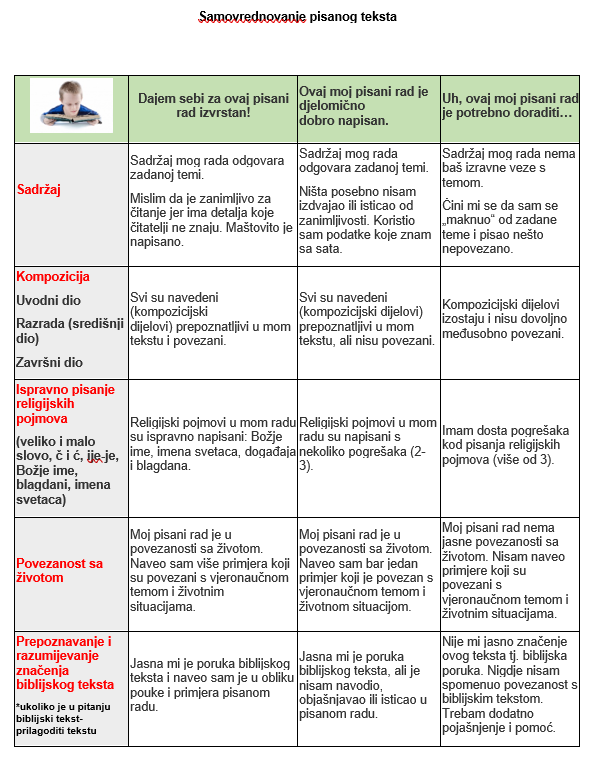 Samovrednovanje pisanog teksta
Dajem sebi za ovaj pisani
rad izvrstan!
Ovaj moj pisani rad je
djelomično
dobro napisan.
Uh, ovaj moj pisani rad
je potrebno doraditi…
Sadržaj
Sadržaj mog rada odgovara
zadanoj temi.
Mislim da je zanimljivo za
čitanje jer ima detalja koje
čitatelji ne znaju. Maštovito je
napisano.
Sadržaj mog rada
odgovara zadanoj temi.
Ništa posebno nisam
izdvajao ili isticao od
zanimljivosti. Koristio
sam podatke koje znam
sa sata.
Sadržaj mog rada nema
baš izravne veze s
temom.
Čini mi se da sam se
„maknuo“ od zadane
teme i pisao nešto
nepovezano.
Kompozicija
Uvodni dio
Razrada (središnji
dio)
Završni dio
Svi su navedeni
(kompozicijski
dijelovi) prepoznatljivi u mom
tekstu i povezani.
Svi su navedeni
(kompozicijski dijelovi)
prepoznatljivi u mom
tekstu, ali nisu povezani.
Kompozicijski dijelovi
izostaju i nisu dovoljno
međusobno povezani.
Ispravno pisanje
religijskih
pojmova
(veliko i malo
slovo, č i ć, ije-je,
Božje ime,
blagdani, imena
svetaca)
Religijski pojmovi u mom radu
su ispravno napisani: Božje
ime, imena svetaca, događaja
i blagdana.
Religijski pojmovi u mom
radu su napisani s
nekoliko pogrešaka (2-
3).
Imam dosta pogrešaka
kod pisanja religijskih
pojmova (više od 3).
Povezanost sa
životom
Moj pisani rad je u
povezanosti sa životom.
Naveo sam više primjera koji
su povezani s vjeronaučnom
temom i životnim
situacijama.
Moj pisani rad je u
povezanosti sa životom.
Naveo sam bar jedan
primjer koji je povezan s
vjeronaučnom temom i
životnom situacijom.
Moj pisani rad nema
jasne povezanosti sa
životom. Nisam naveo
primjere koji su
povezani s
vjeronaučnom temom i
životnim situacijama.
Prepoznavanje i
razumijevanje
značenja
biblijskog teksta
*ukoliko je u pitanju
biblijski tekst-
prilagoditi tekstu
Jasna mi je poruka biblijskog
teksta i naveo sam je u obliku
pouke i primjera pisanom
radu.
Jasna mi je poruka
biblijskog teksta, ali je
nisam navodio,
objašnjavao ili isticao u
pisanom radu.
Nije mi jasno značenje
ovog teksta tj. biblijska
poruka. Nigdje nisam
spomenuo povezanost s
biblijskim tekstom.
Trebam dodatno
pojašnjenje i pomoć.